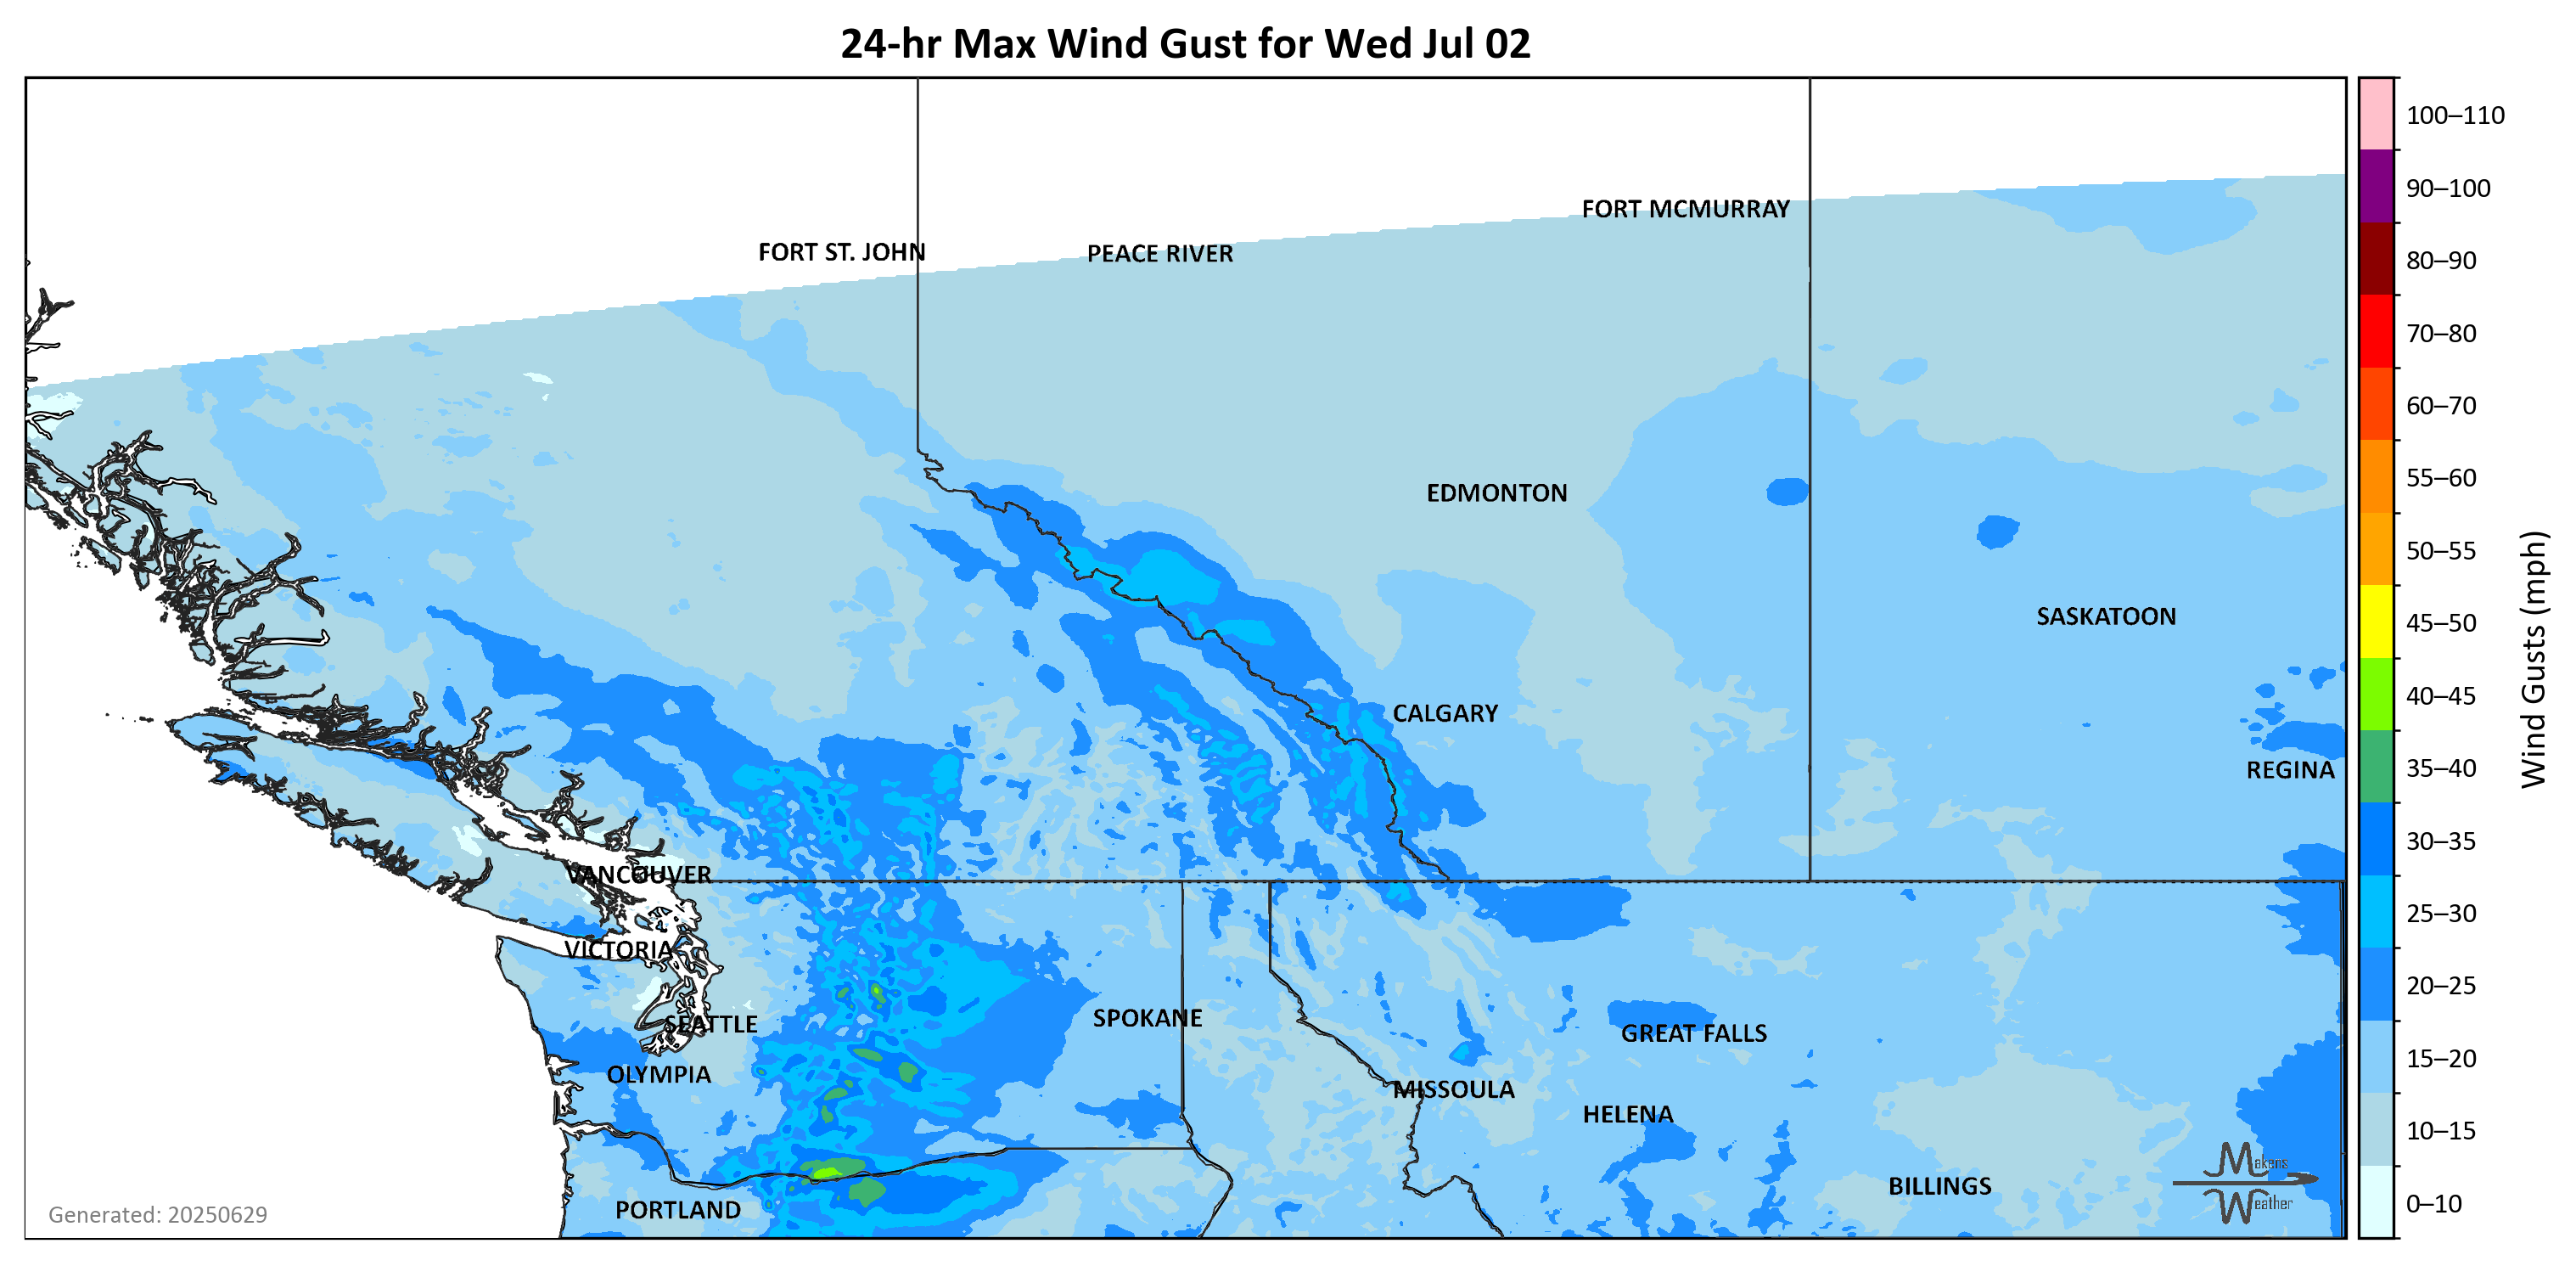 24-hr Max Wind Gust for Wed Jul 02
100–110
90–100
80–90
70–80
60–70
55–60
50–55
45–50
40–45
35–40
30–35
25–30
20–25
15–20
10–15
0–10
Wind Gusts (mph)
FORT MCMURRAY
FORT ST. JOHN
PEACE RIVER
EDMONTON
SASKATOON
CALGARY
REGINA
VANCOUVER
VICTORIA
SEATTLE
SPOKANE
GREAT FALLS
OLYMPIA
MISSOULA
HELENA
BILLINGS
PORTLAND
Makens
Weather
Generated: 20250629